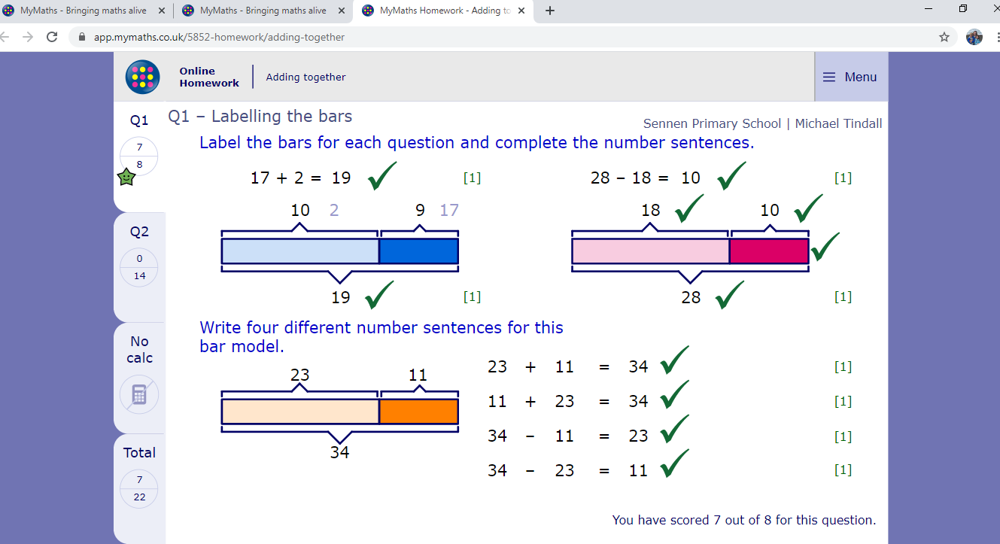 MyMaths - Bringing maths alive
MyMaths - Bringing maths alive
MyMaths Homework - Adding to
app.mymaths.co.uk/5852-homework/adding-together
Online
Homework
Adding together
Menu
Q1
7
8
Q2
0
14
No
calc
Total
7
22
Q1 – Labelling the bars
Sennen Primary School | Michael Tindall
Label the bars for each question and complete the number sentences.
17 + 2 = 19 [1]
10 2 9 17
19 [1]
28 – 18 = 10 [1]
18 10
28 [1]
Write four different number sentences for this
bar model.
23 11
34
23 + 11 = 34 [1]
11 + 23 = 34 [1]
34 – 11 = 23 [1]
34 – 23 = 11 [1]
You have scored 7 out of 8 for this question.